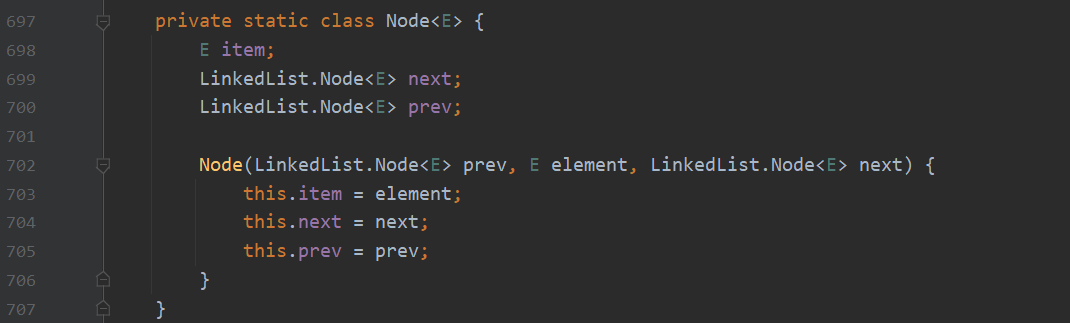 697 private static class Node<E> {
698 E item;
699 LinkedList.Node<E> next;
700 LinkedList.Node<E> prev;
701
702 Node(LinkedList.Node<E> prev, E element, LinkedList.Node<E> next) {
703 this.item = element;
704 this.next = next;
705 this.prev = prev;
706 }
707 }